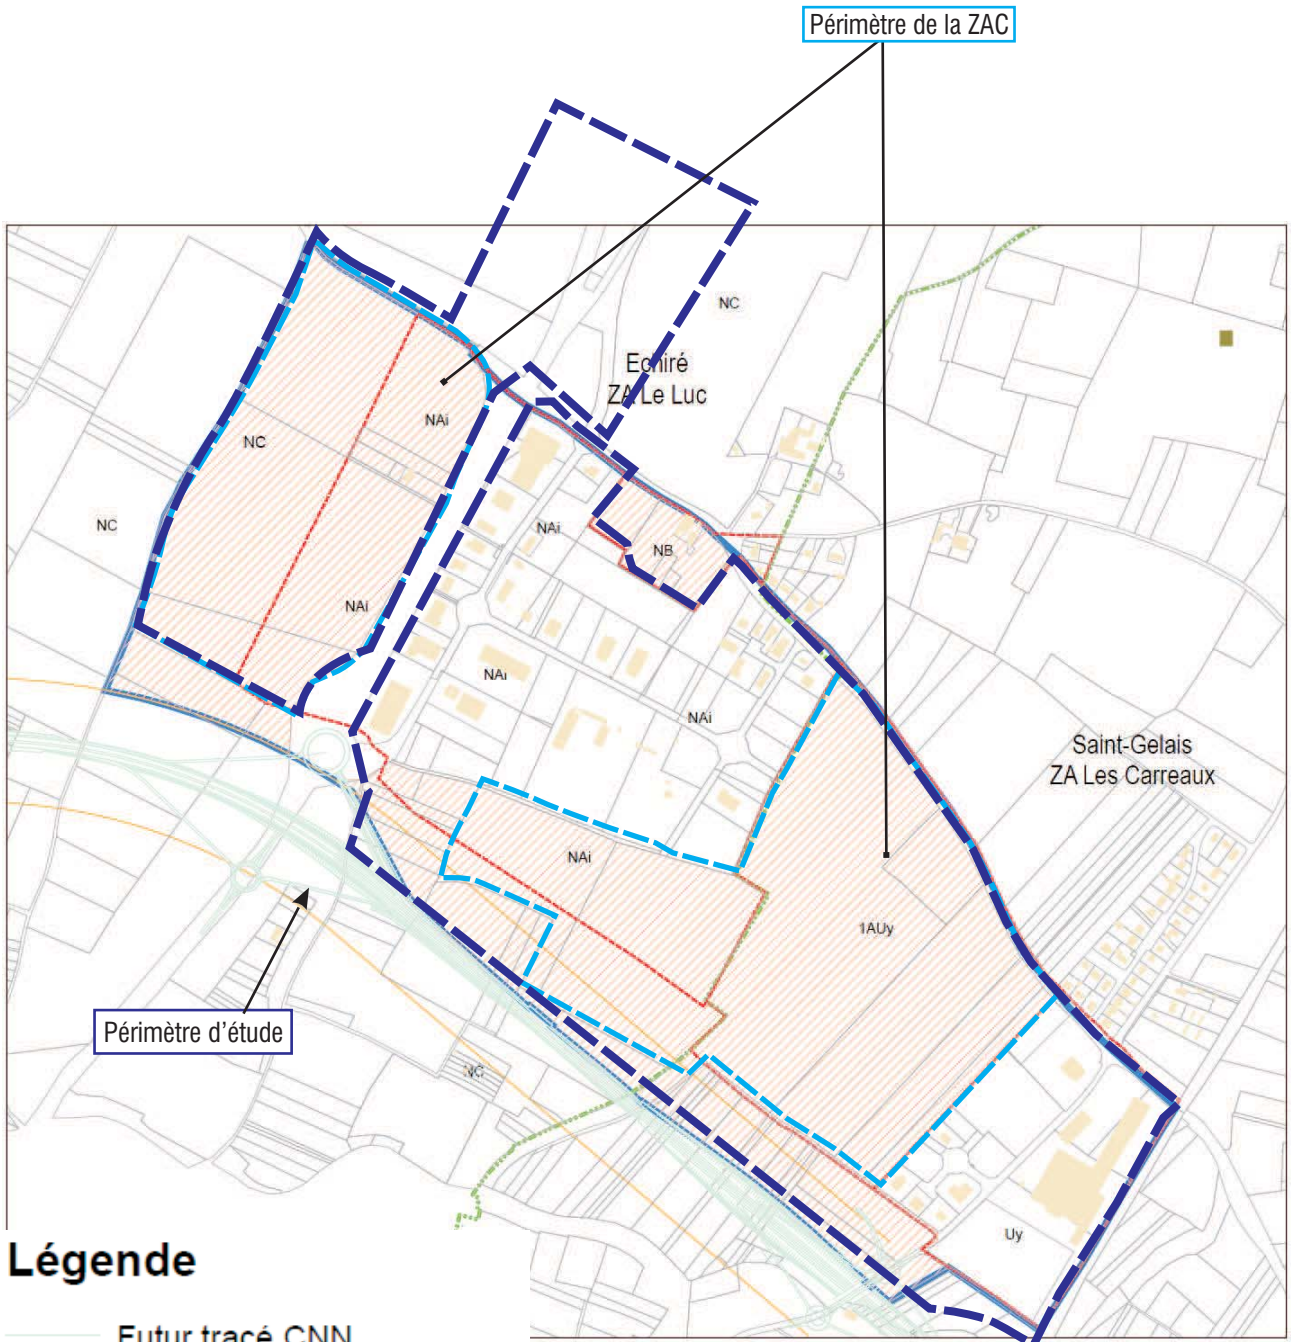 Périmètre de la ZAC
NC
Echiré
ZA Le Luc
NAi
NC
NC
NAi
NB
NAi
NAi
NAi
Saint-Gelais
ZA Les Carreaux
NAi
1AUy
Périmètre d'étude
NC
Uy
Légende
Futur tracé CNN